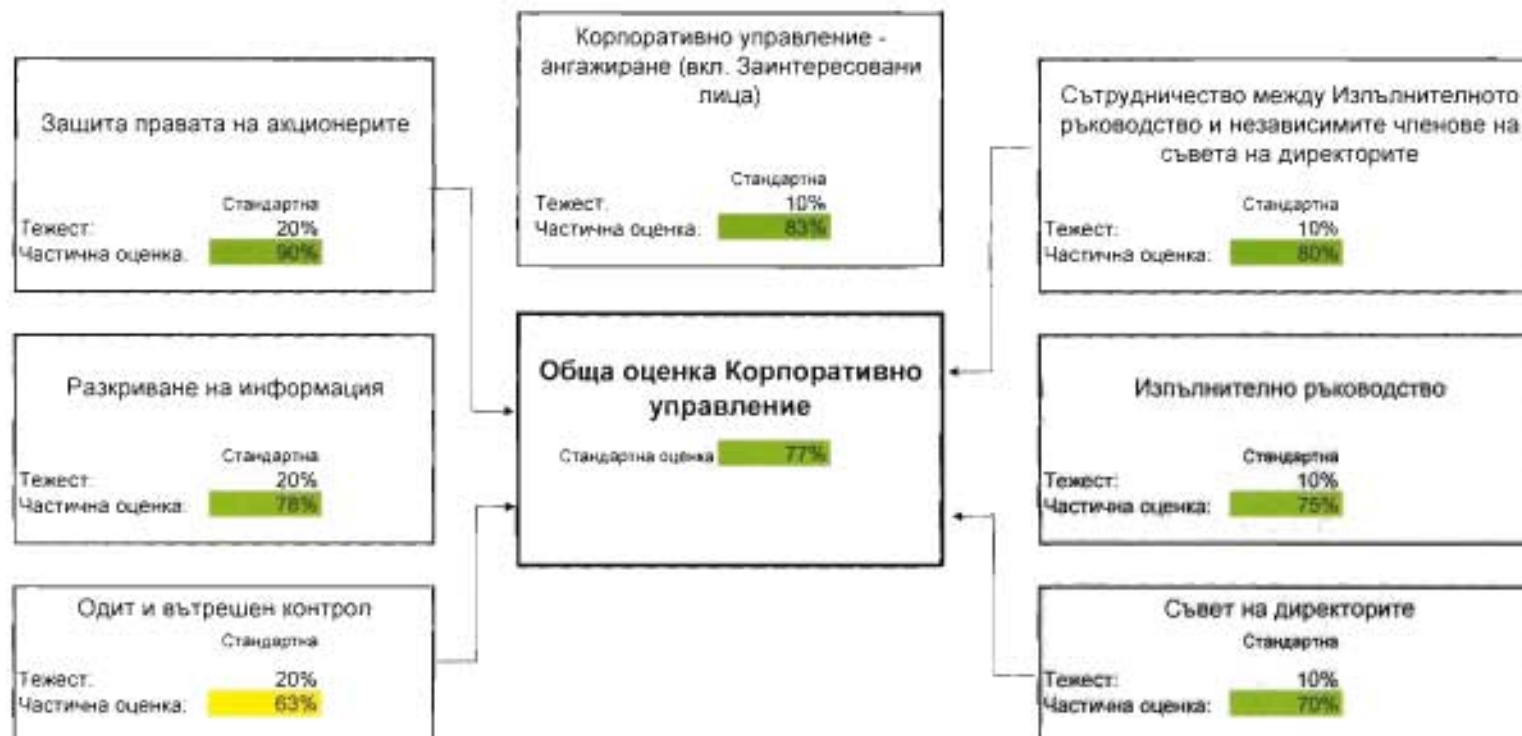 Защита правата на акционерите
Стандартна
Тежест: 20%
Частична оценка. 90%
Корпоративно управление -
ангажиране (вкл. Заинтересовани
лица)
Стандартна
Тежест. 10%
Частична оценка: 83%
Сътрудничество между Изпълнителното
ръководство и независимите членове на
съвета на директорите
Стандартна
Тежест: 10%
Частична оценка: 80%
Разкриване на информация
Стандартна
Тежест: 20%
Частична оценка: 78%
Обща оценка Корпоративно
управление
Стандартна оценка 77%
Изпълнително ръководство
Стандартна
Тежест: 10%
Частична оценка: 75%
Одит и вътрешен контрол
Стандартна
Тежест: 20%
Частична оценка: 63%
Съвет на директорите
Стандартна
Тежест: 10%
Частична оценка: 70%